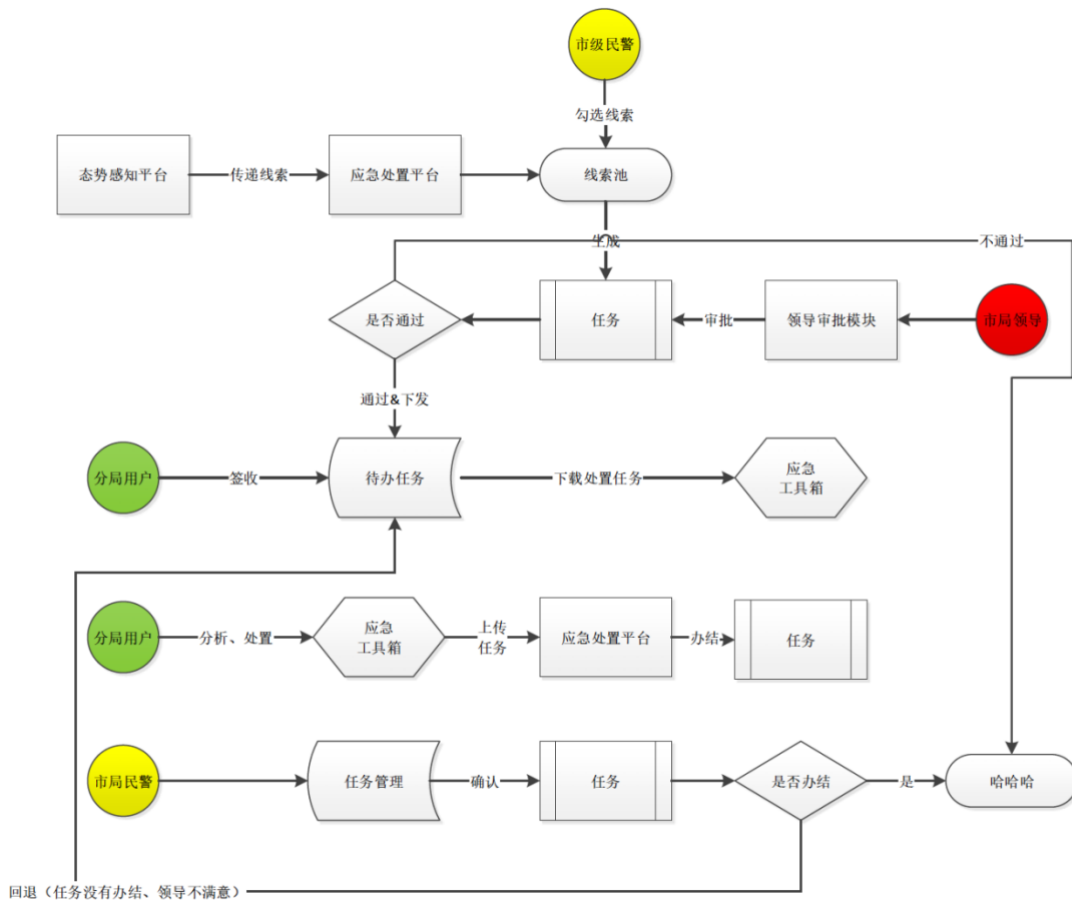 市级民警
勾选线索
态势感知平台
传递线索
应急处置平台
线索池
生成
不通过
是否通过
任务
审批
领导审批模块
市局领导
通过&下发
分局用户
签收
待办任务
下载处置任务
应急
工具箱
分局用户
分析、处置
应急
工具箱
上传
任务
应急处置平台
办结
任务
市局民警
任务管理
确认
任务
是否办结
是
哈哈哈
回退（任务没有办结、领导不满意）